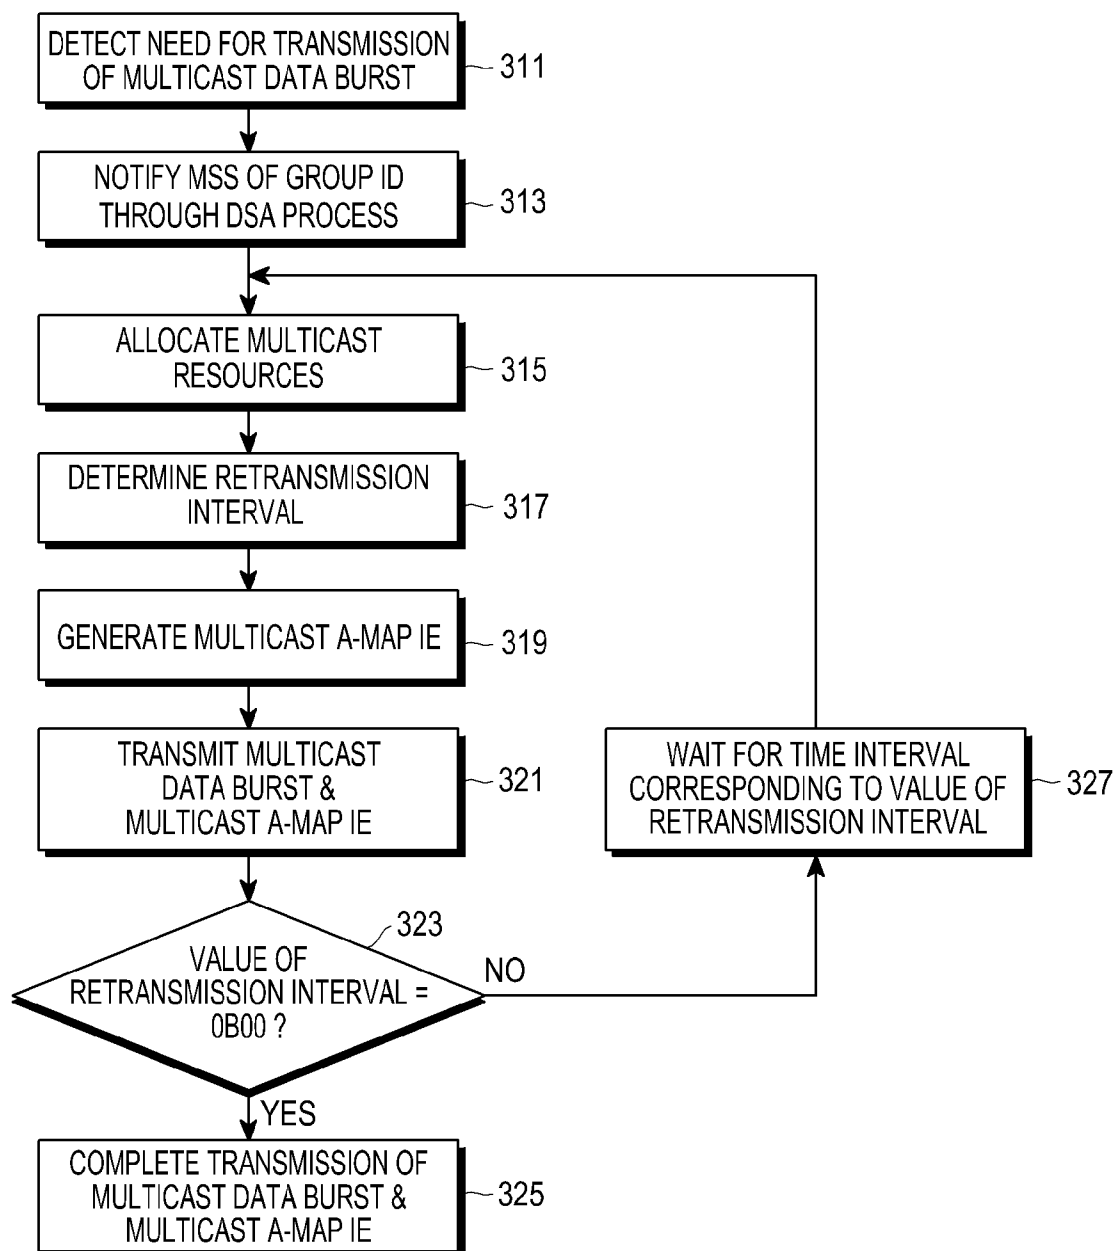 DETECT NEED FOR TRANSMISSION
OF MULTICAST DATA BURST
311
NOTIFY MSS OF GROUP ID
THROUGH DSA PROCESS
313
ALLOCATE MULTICAST
RESOURCES
315
DETERMINE RETRANSMISSION
INTERVAL
317
GENERATE MULTICAST A-MAP IE
319
TRANSMIT MULTICAST
DATA BURST &
MULTICAST A-MAP IE
321
WAIT FOR TIME INTERVAL
CORRESPONDING TO VALUE OF
RETRANSMISSION INTERVAL
327
323
VALUE OF
RETRANSMISSION INTERVAL =
0B00 ?
NO
YES
COMPLETE TRANSMISSION OF
MULTICAST DATA BURST &
MULTICAST A-MAP IE
325